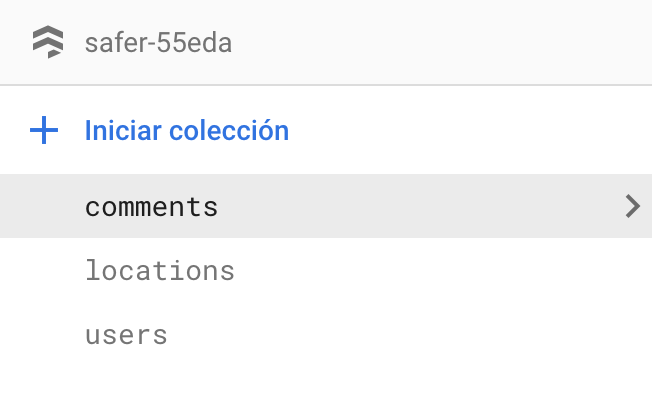 safer-55eda
Iniciar colección
comments
locations
users